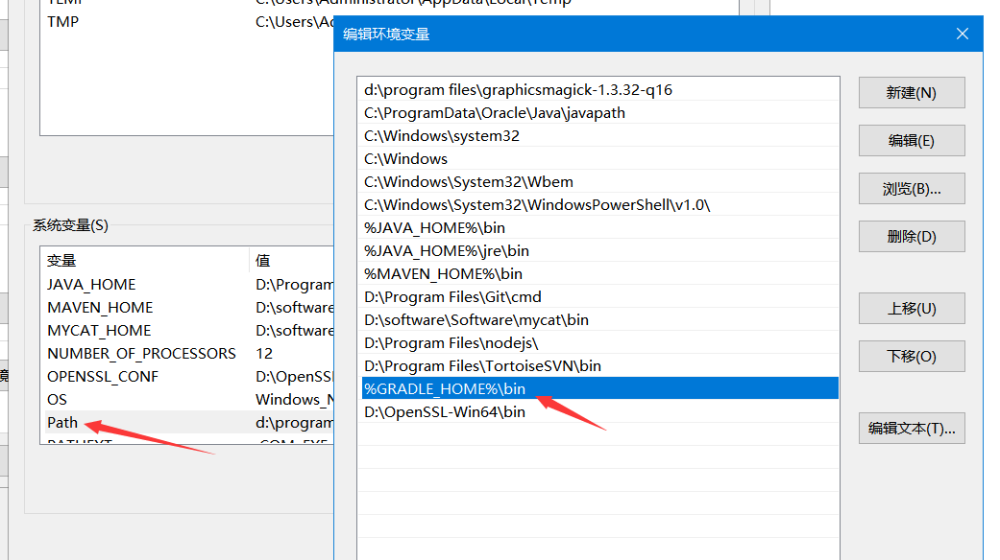 TEMP
C:\Users\Administrator\AppData\Local\Temp
TMP
C:\Users\Ad
系统变量(S)
变量
值
JAVA_HOME
D:\Program
MAVEN_HOME
D:\software
MYCAT_HOME
D:\software
NUMBER_OF_PROCESSORS
12
OPENSSL_CONF
D:\OpenSSL
OS
Windows_N
Path
d:\program
PATHEXT
.COM;.EXE
编辑环境变量
d:\program files\graphicsmagick-1.3.32-q16
C:\ProgramData\Oracle\Java\javapath
C:\Windows\system32
C:\Windows
C:\Windows\System32\Wbem
C:\Windows\System32\WindowsPowerShell\v1.0\
%JAVA_HOME%\bin
%JAVA_HOME%\jre\bin
%MAVEN_HOME%\bin
D:\Program Files\Git\cmd
D:\software\Software\mycat\bin
D:\Program Files\nodejs\
D:\Program Files\TortoiseSVN\bin
%GRADLE_HOME%\bin
D:\OpenSSL-Win64\bin
新建(N)
编辑(E)
浏览(B)...
删除(D)
上移(U)
下移(O)
编辑文本(T)...